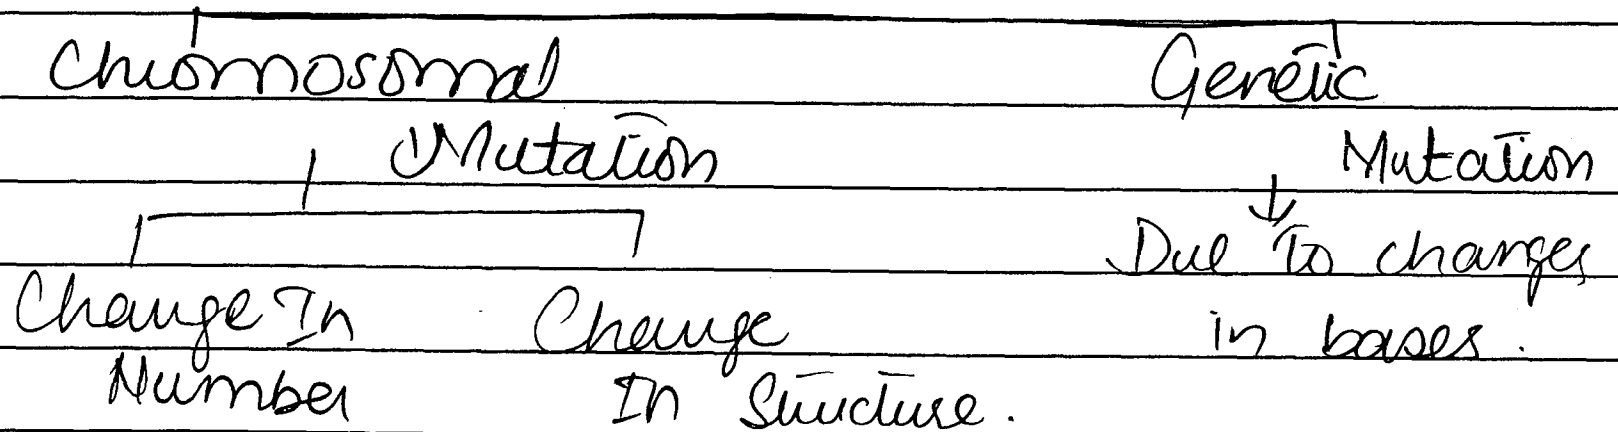 Chromosomal Genetic
Mutation Mutation
Due To changes
Change In Change in bases.
Number In Structure.